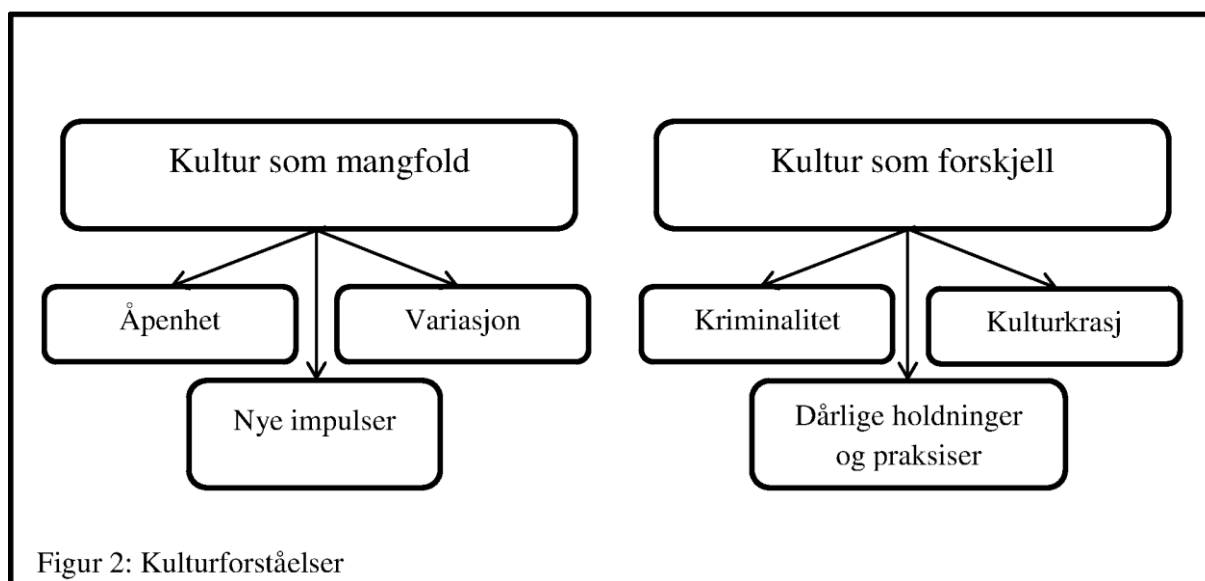 Kultur som mangfold
Kultur som forskjell
Åpenhet
Variasjon
Nye impulser
Kriminalitet
Kulturkrasj
Dårlige holdninger
og praksiser
Figur 2: Kulturforståelser